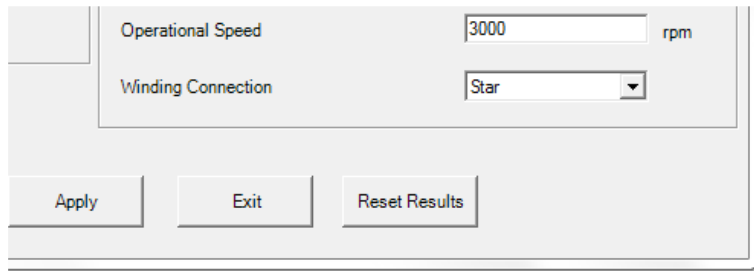 Operational Speed 3000 rpm
Winding Connection Star
Apply Exit Reset Results